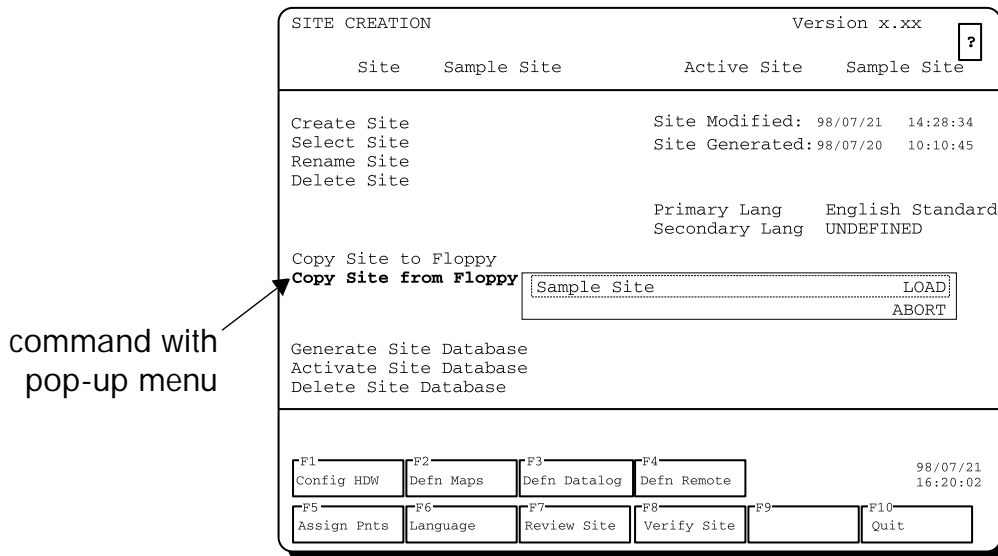 SITE CREATION Version x.xx
?
Site Sample Site Active Site Sample Site
Create Site Site Modified: 98/07/21 14:28:34
Select Site Site Generated: 98/07/20 10:10:45
Rename Site
Delete Site
Primary Lang English Standard
Secondary Lang UNDEFINED
Copy Site to Floppy
Copy Site from Floppy
Sample Site LOAD
ABORT
command with
pop-up menu
Generate Site Database
Activate Site Database
Delete Site Database
F1 F2 F3 F4
Config HDW Defn Maps Defn Datalog Defn Remote
98/07/21
16:20:02
F5 F6 F7 F8 F9 F10
Assign Pnts Language Review Site Verify Site Quit